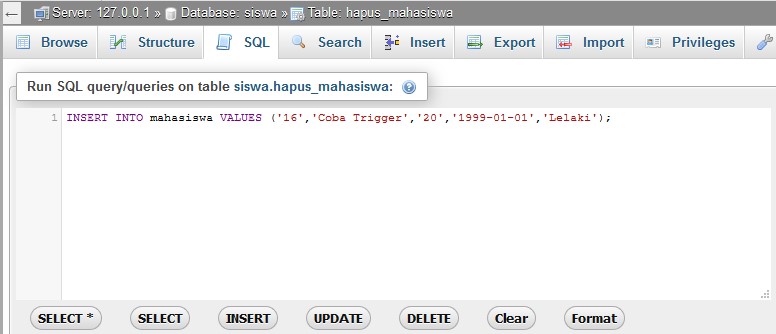 Server: 127.0.0.1 » Database: siswa » Table: hapus_mahasiswa
Browse Structure SQL Search Insert Export Import Privileges
Run SQL query/queries on table siswa.hapus_mahasiswa:
1 INSERT INTO mahasiswa VALUES ('16','Coba Trigger','20','1999-01-01','Lelaki');
SELECT * SELECT INSERT UPDATE DELETE Clear Format